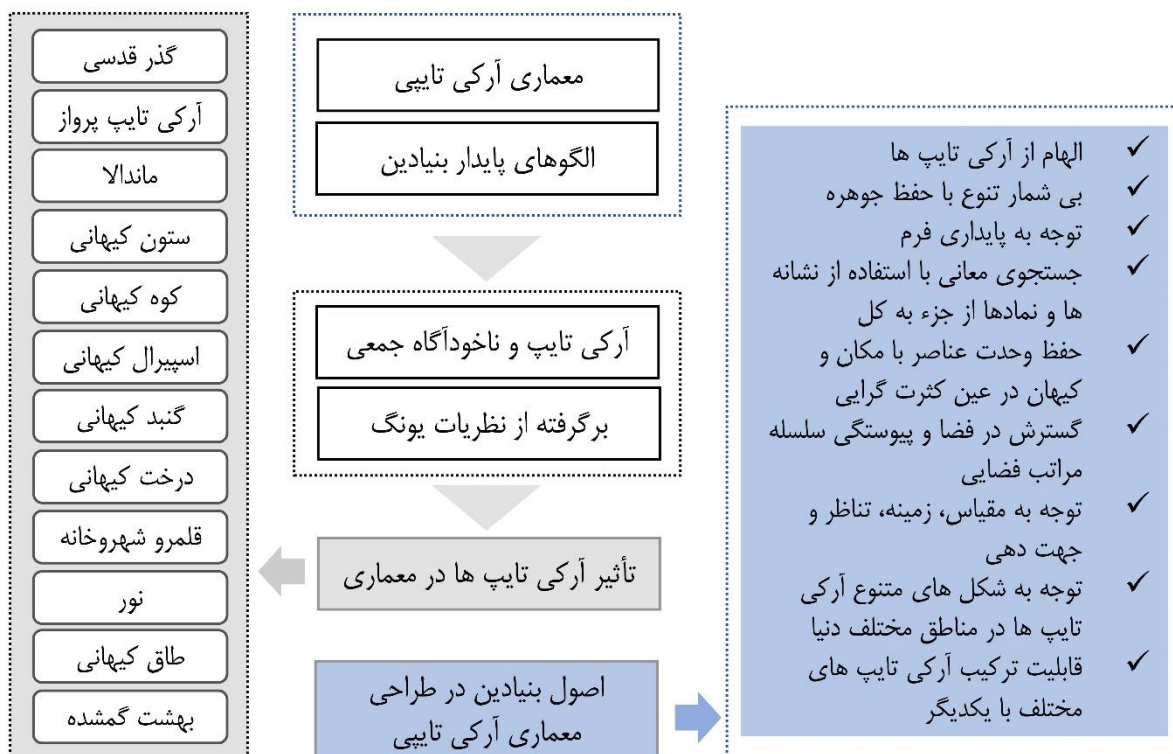 معماری آرکی تایپی
الگوهای پایدار بنیادین
آرکی تایپ و ناخودآگاه جمعی
برگرفته از نظریات یونگ
تأثیر آرکی تایپ ها در معماری
اصول بنیادین در طراحی
معماری آرکی تایپی
الهام از آرکی تایپ ها
بی شمار تنوع با حفظ جوهره
توجه به پایداری فرم
جستجوی معانی با استفاده از نشانه
ها و نمادها از جزء به کل
حفظ وحدت عناصر با مکان و
کیهان در عین کثرت گرایی
گسترش در فضا و پیوستگی سلسله
مراتب فضایی
توجه به مقیاس، زمینه، تناظر و
جهت دهی
توجه به شکل های متنوع آرکی
تایپ ها در مناطق مختلف دنیا
قابلیت ترکیب آرکی تایپ های
مختلف با یکدیگر
گذر قدسی
آرکی تایپ پرواز
ماندالا
ستون کیهانی
کوه کیهانی
اسپیرال کیهانی
گنبد کیهانی
درخت کیهانی
قلمرو شهروخانه
نور
طاق کیهانی
بهشت گمشده